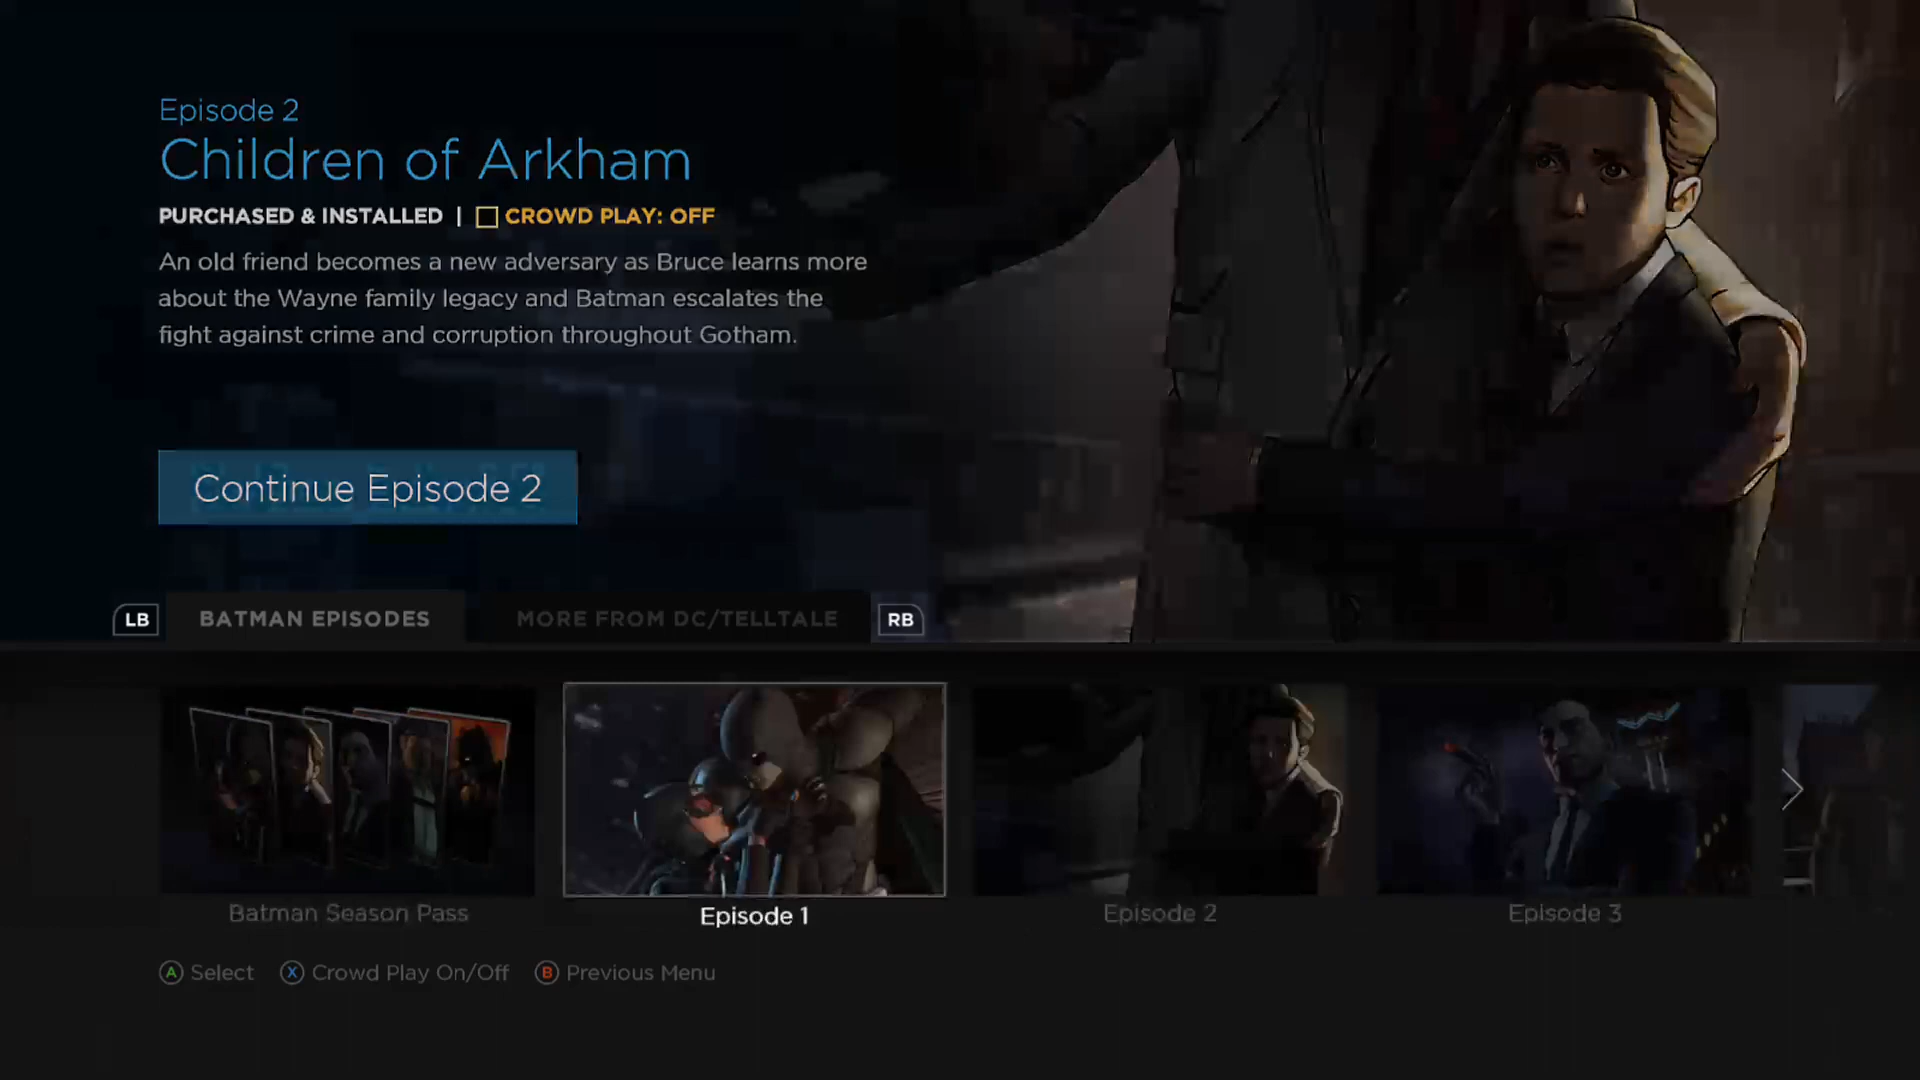 Episode 2
Children of Arkham
PURCHASED & INSTALLED | CROWD PLAY: OFF
An old friend becomes a new adversary as Bruce learns more
about the Wayne family legacy and Batman escalates the
fight against crime and corruption throughout Gotham.
Continue Episode 2
LB BATMAN EPISODES MORE FROM DC/TELLTALE RB
Batman Season Pass Episode 1 Episode 2 Episode 3
A Select X Crowd Play On/Off B Previous Menu